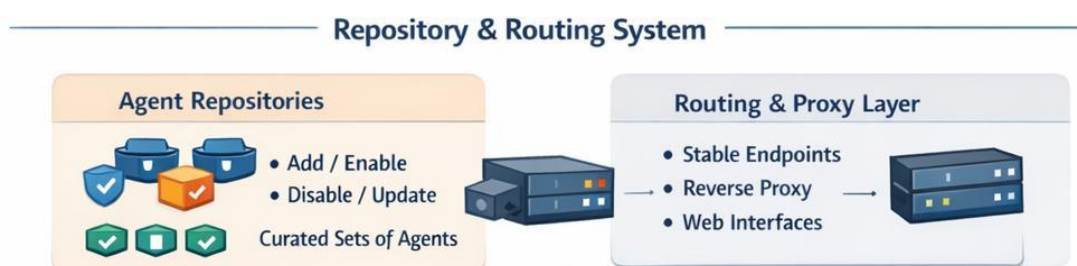 Repository & Routing System
Agent Repositories
• Add / Enable
• Disable / Update
Curated Sets of Agents
Routing & Proxy Layer
• Stable Endpoints
• Reverse Proxy
• Web Interfaces